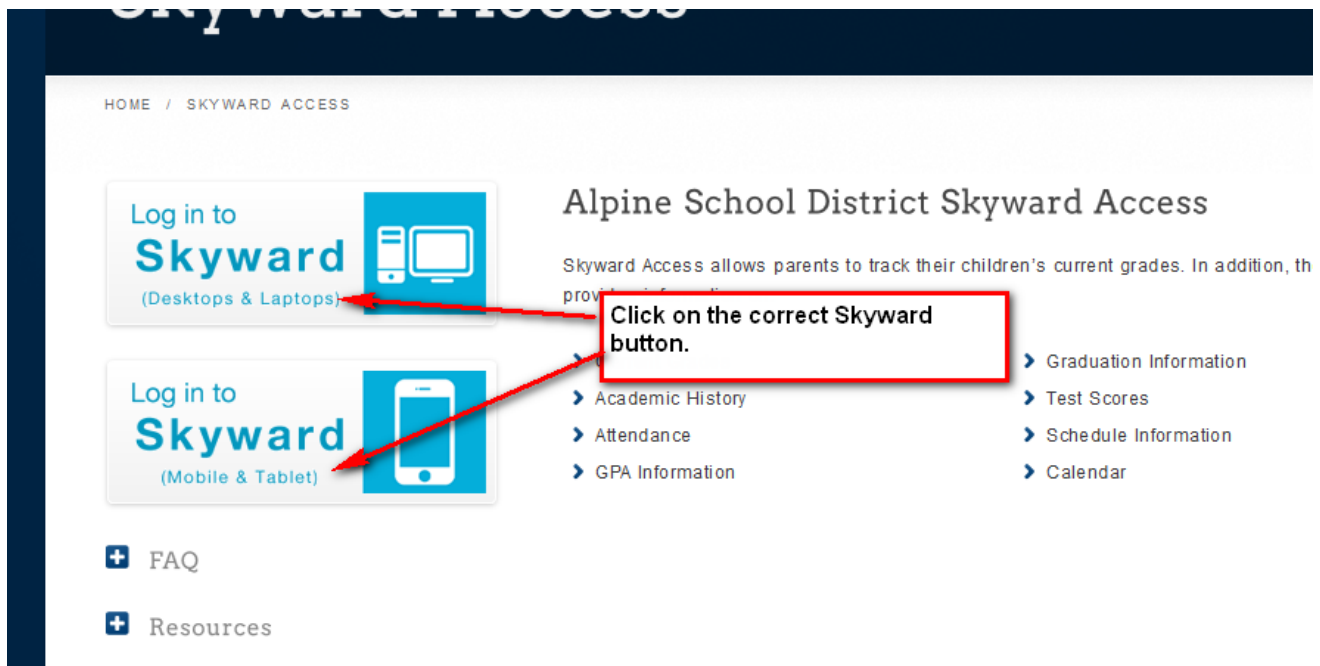 Skyward Access
HOME / SKYWARD ACCESS
Log in to
Skyward
(Desktops & Laptops)
Log in to
Skyward
(Mobile & Tablet)
FAQ
Resources
Alpine School District Skyward Access
Skyward Access allows parents to track their children's current grades. In addition, th
Click on the correct Skyward
button.
Academic History
Attendance
GPA Information
Graduation Information
Test Scores
Schedule Information
Calendar